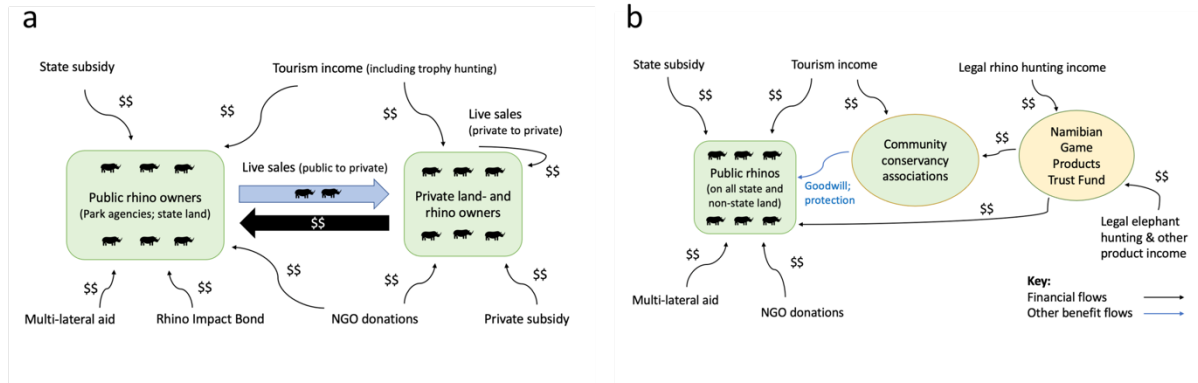 a
State subsidy
Tourism income (including trophy hunting)
$$
$$
$$
Live sales
(private to private)
$$
Public rhino owners
(Park agencies; state land)
Live sales (public to private)
$$
Private land- and
rhino owners
$$
$$
$$
$$
$$
Multi-lateral aid
Rhino Impact Bond
NGO donations
Private subsidy
b
State subsidy
Tourism income
Legal rhino hunting income
$$
$$
$$
$$
Public rhinos
(on all state and
non-state land)
Goodwill;
protection
Community
conservancy
associations
$$
Namibian
Game
Products
Trust Fund
$$
$$
Legal elephant
hunting & other
product income
$$
$$
Multi-lateral aid
NGO donations
Key:
Financial flows
Other benefit flows